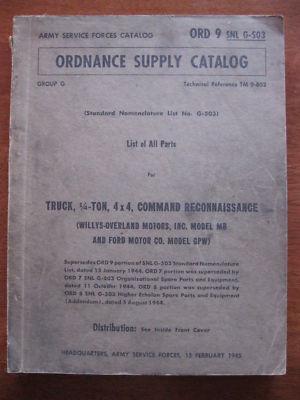 ARMY SERVICE FORCES CATALOG ORD 9 SNL G-503
ORDNANCE SUPPLY CATALOG
GROUP G Technical Reference TM 9-803
(Standard Nomenclature List No. G-503)
List of All Parts
For
TRUCK, ¼-TON, 4 x 4, COMMAND RECONNAISSANCE
(WILLYS-OVERLAND MOTORS, INC. MODEL MB
AND FORD MOTOR CO. MODEL GPW)
Supersedes ORD 9 portion of SNL G-503 Standard Nomenclature
List, dated 15 January 1944. ORD 7 portion was superseded by
ORD 7 SNL G-503 Organizational Spare Parts and Equipment,
dated 11 October 1944. ORD 8 portion was superseded by
ORD 8 SNL G-503 Higher Echelon Spare Parts and Equipment
(Addendum), dated 5 August 1944.
Distribution: See Inside Front Cover
HEADQUARTERS, ARMY SERVICE FORCES, 15 FEBRUARY 1945